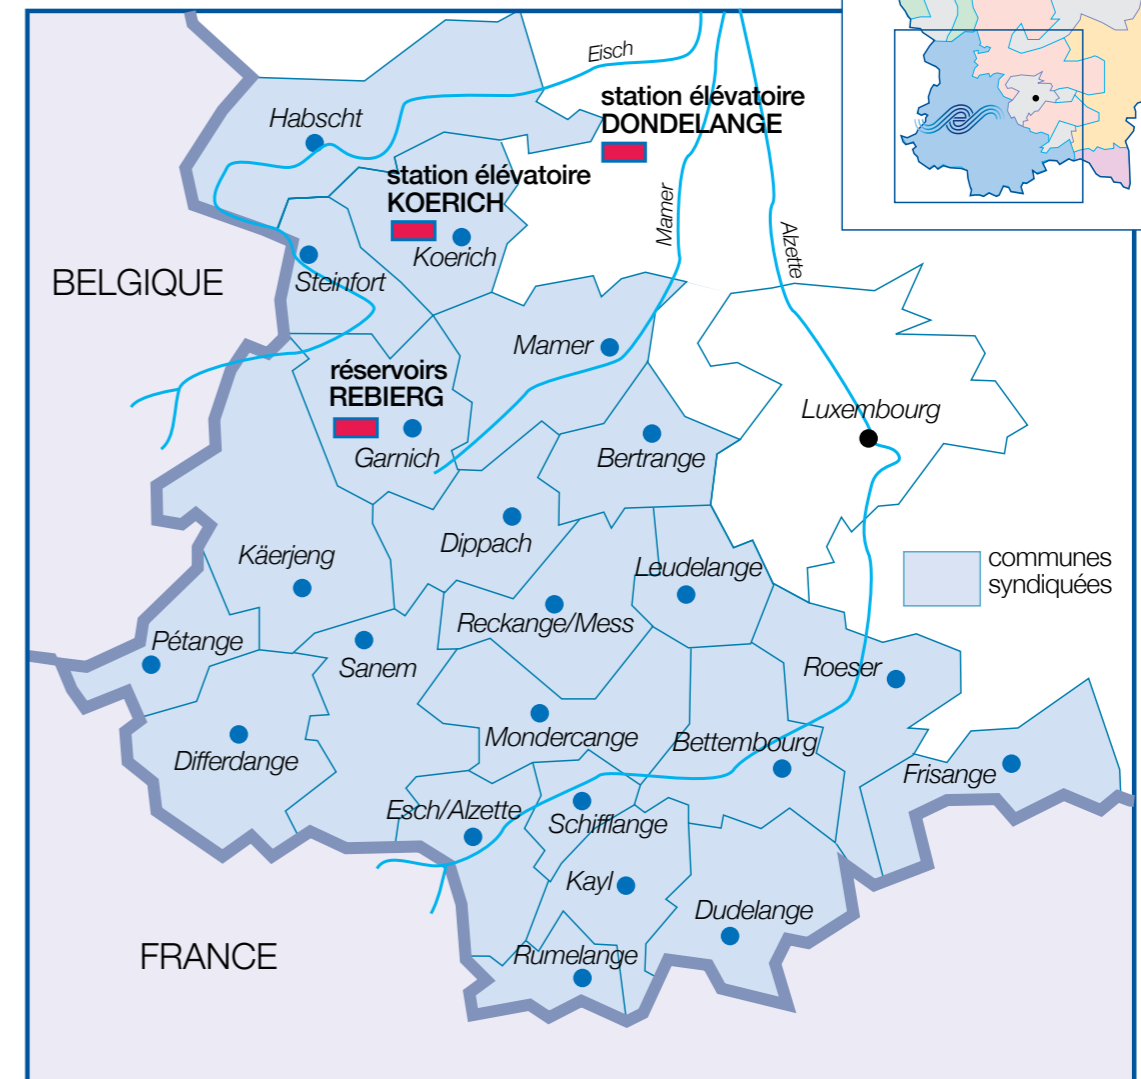 Eisch
station élévatoire
DONDELANGE
Habscht
station élévatoire
KOERICH
Mamer
Alzette
Koerich
BELGIQUE
Steinfort
Mamer
réservoirs
REBIERG
Luxembourg
Garnich
Bertrange
Dippach
Käerjeng
Leudelange
communes
syndiquées
Reckange/Mess
Pétange
Sanem
Roeser
Mondercange
Bettembourg
Differdange
Frisange
Esch/Alzette
Schifflange
Kayl
Dudelange
FRANCE
Rumelange